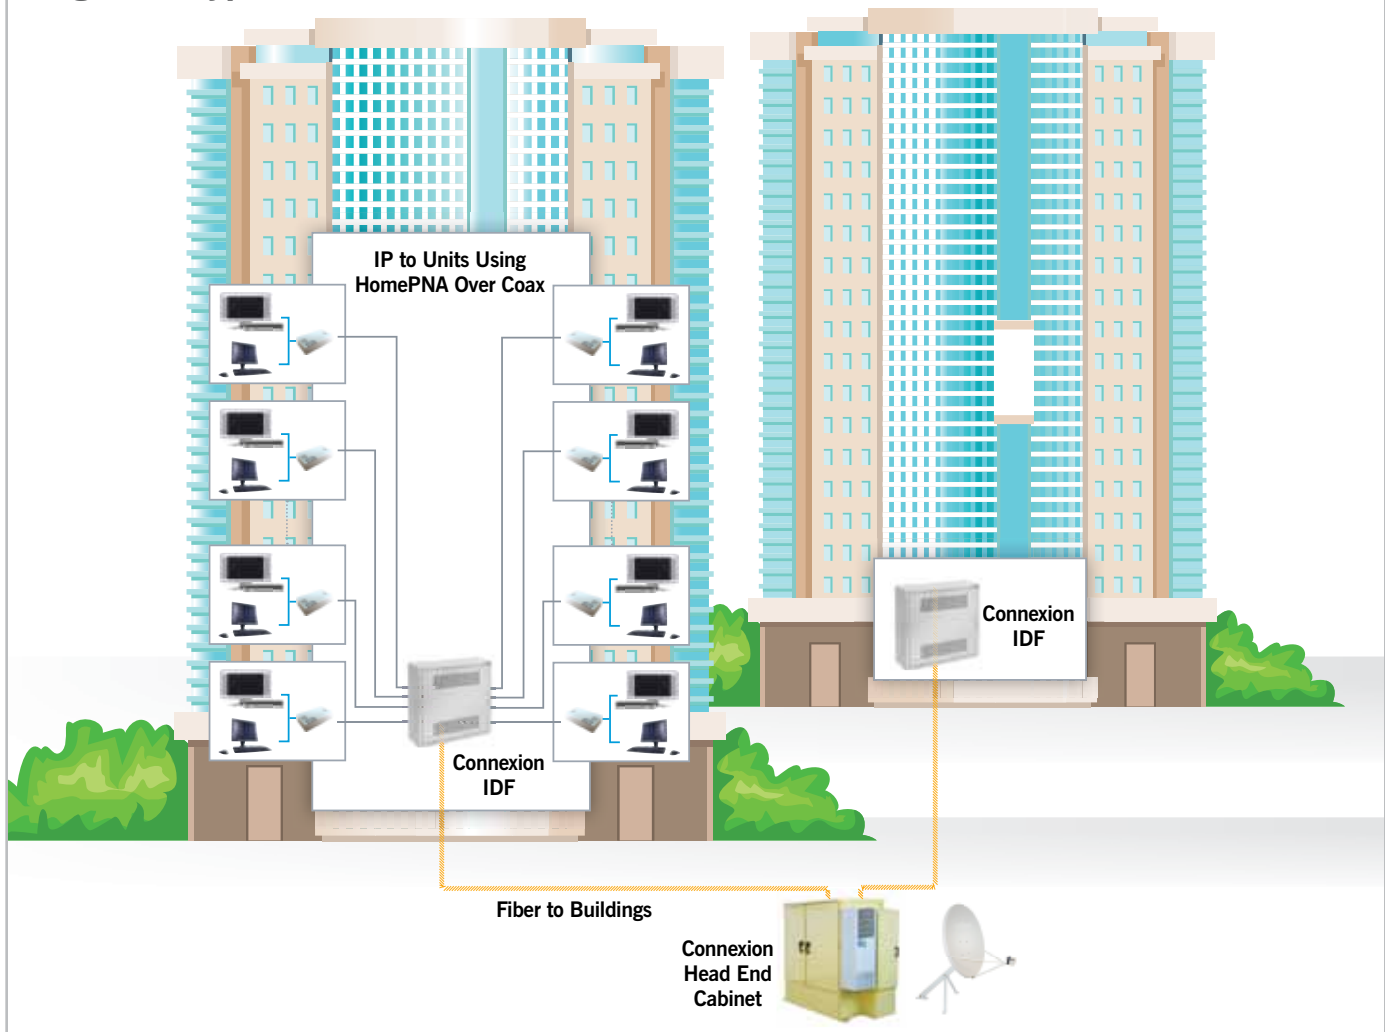 IP to Units Using
HomePNA Over Coax
Connexion
IDF
Connexion
IDF
Fiber to Buildings
Connexion
Head End
Cabinet